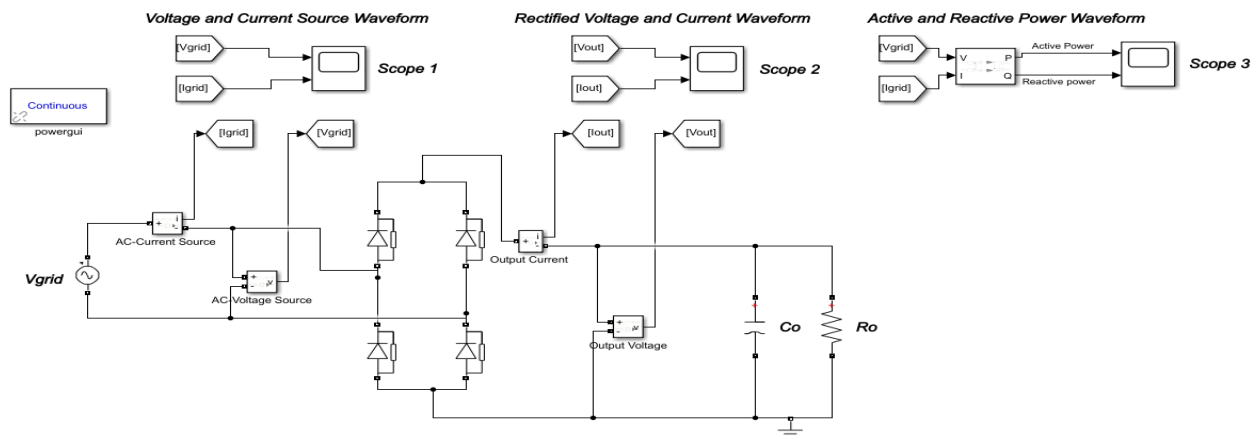 Voltage and Current Source Waveform
Rectified Voltage and Current Waveform
Active and Reactive Power Waveform
[Vgrid]
[Igrid]
Scope 1
[Vout]
[Iout]
Scope 2
[Vgrid]
[Igrid]
V
I
P
Q
Active Power
Reactive power
Scope 3
Continuous
powergui
[Igrid]
[Vgrid]
[Iout]
[Vout]
+
i
-
AC-Current Source
Vgrid
+
-
v
AC-Voltage Source
+
i
-
Output Current
+
-
v
Output Voltage
+
Co
+
Ro